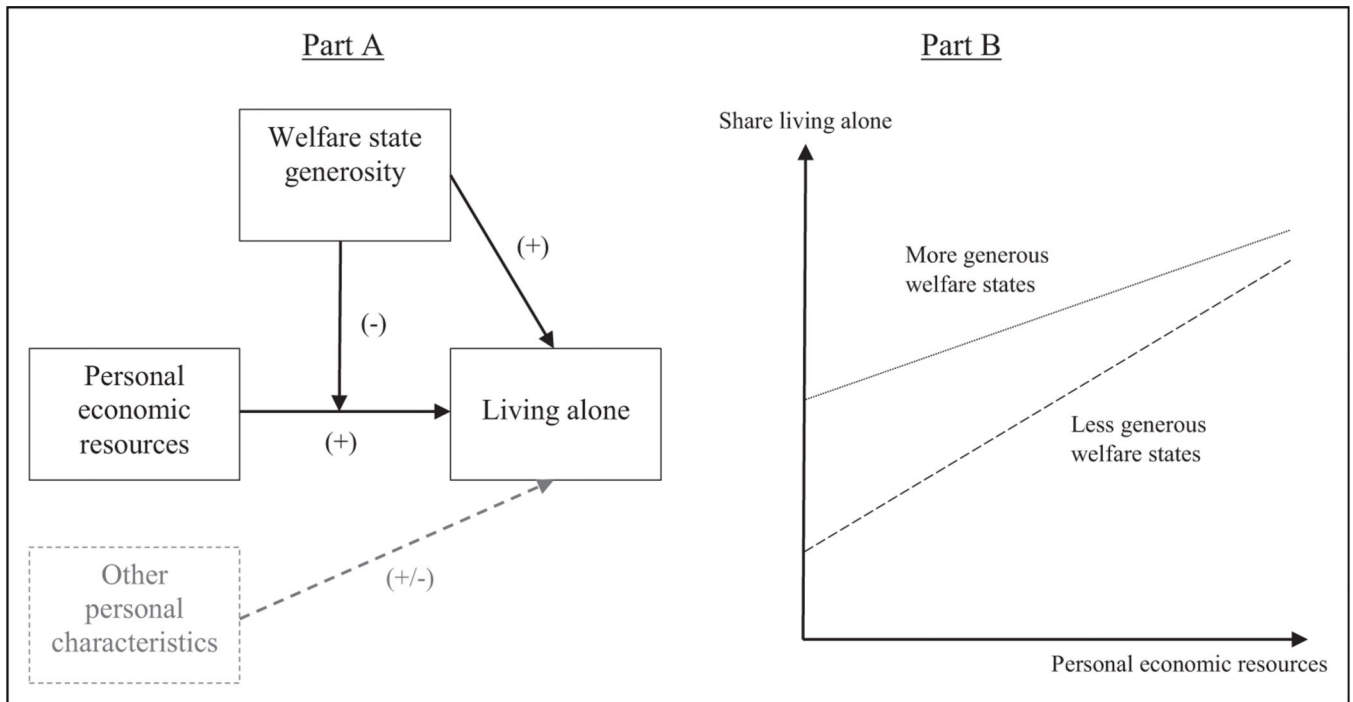 Part A
Welfare state
generosity
(+)
(-)
Personal
economic
resources
(+)
Living alone
Other
personal
characteristics
(+/-)
Part B
Share living alone
More generous
welfare states
Less generous
welfare states
Personal economic resources